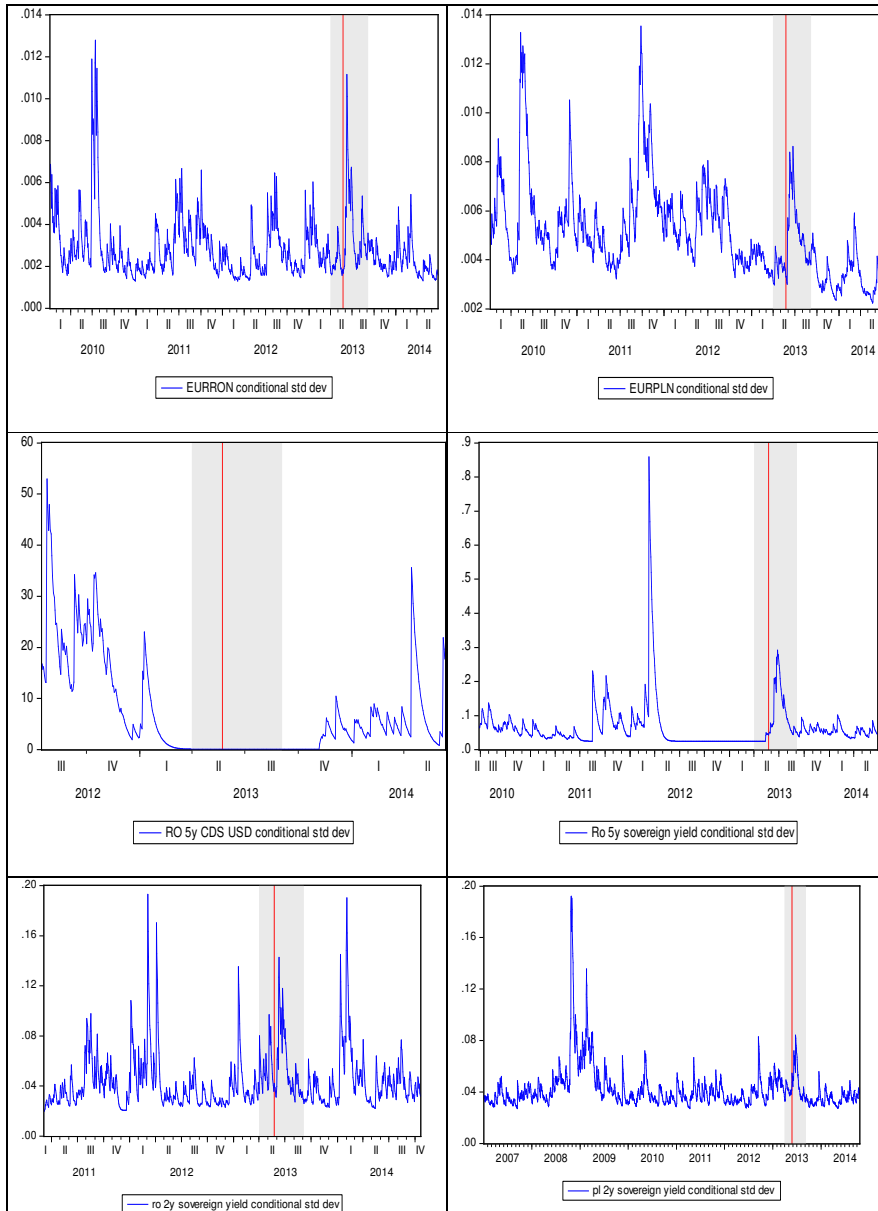 .014
.012
.010
.008
.006
.004
.002
.000
I II III IV I II III IV I II III IV I II III IV I II
2010 2011 2012 2013 2014
EURRON conditional std dev
.014
.012
.010
.008
.006
.004
.002
I II III IV I II III IV I II III IV I II III IV I II
2010 2011 2012 2013 2014
EURPLN conditional std dev
60
50
40
30
20
10
0
III IV I II III IV I II
2012 2013 2014
RO 5y CDS USD conditional std dev
.9
.8
.7
.6
.5
.4
.3
.2
.1
.0
II III IV I II III IV I II III IV I II III IV I II
2010 2011 2012 2013 2014
Ro 5y sovereign yield conditional std dev
.20
.16
.12
.08
.04
.00
I II III IV I II III IV I II III IV I II III IV
2011 2012 2013 2014
ro 2y sovereign yield conditional std dev
.20
.16
.12
.08
.04
.00
2007 2008 2009 2010 2011 2012 2013 2014
pl 2y sovereign yield conditional std dev